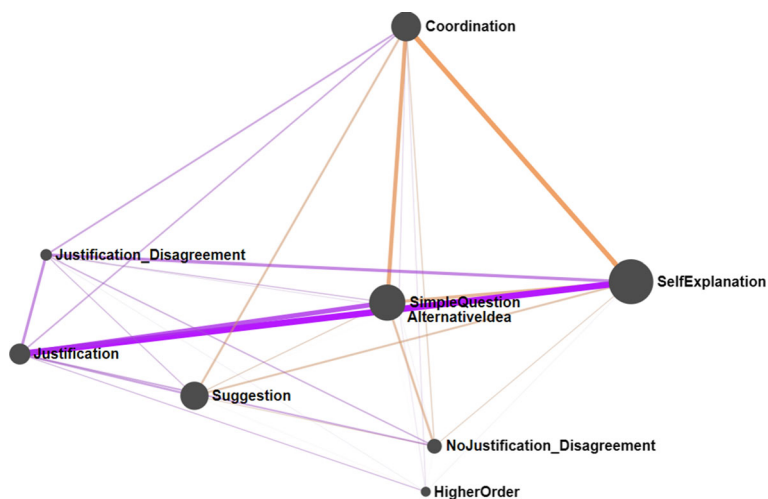 Coordination
Justification_Disagreement
SelfExplanation
SimpleQuestion
AlternativeIdea
Justification
Suggestion
NoJustification_Disagreement
HigherOrder